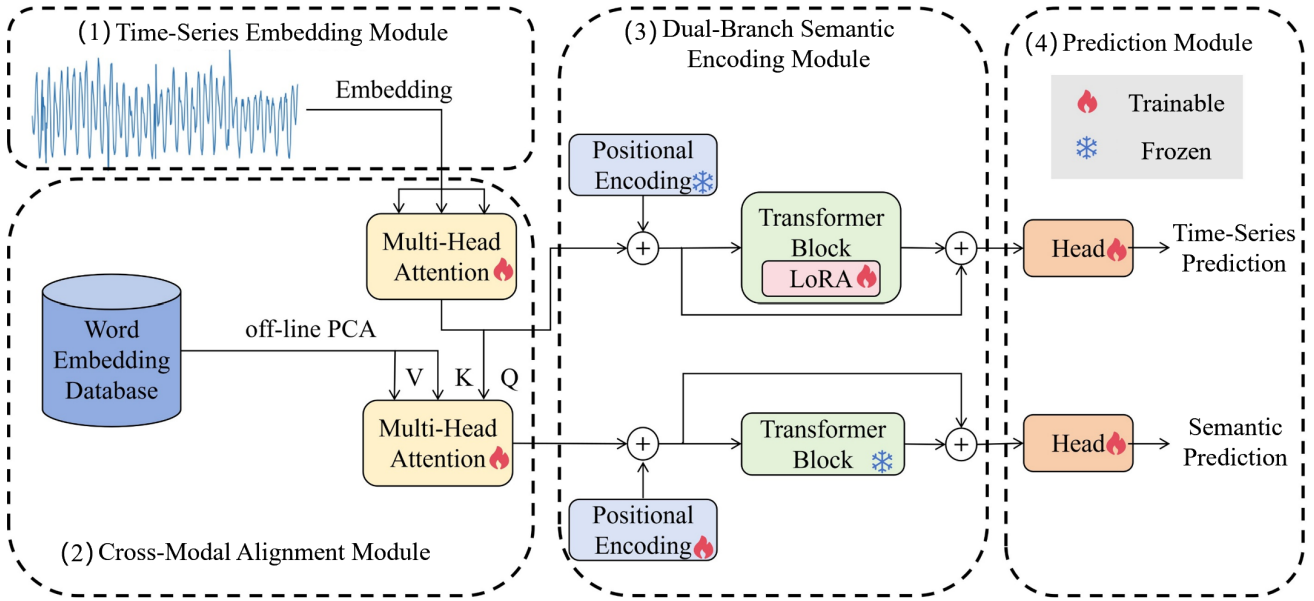 (1) Time-Series Embedding Module
Embedding
Multi-Head
Attention
Word
Embedding
Database
off-line PCA
V K Q
Multi-Head
Attention
(2) Cross-Modal Alignment Module
(3) Dual-Branch Semantic
Encoding Module
Positional
Encoding
Transformer
Block
LoRA
Transformer
Block
Positional
Encoding
(4) Prediction Module
Trainable
Frozen
Head
Time-Series
Prediction
Head
Semantic
Prediction